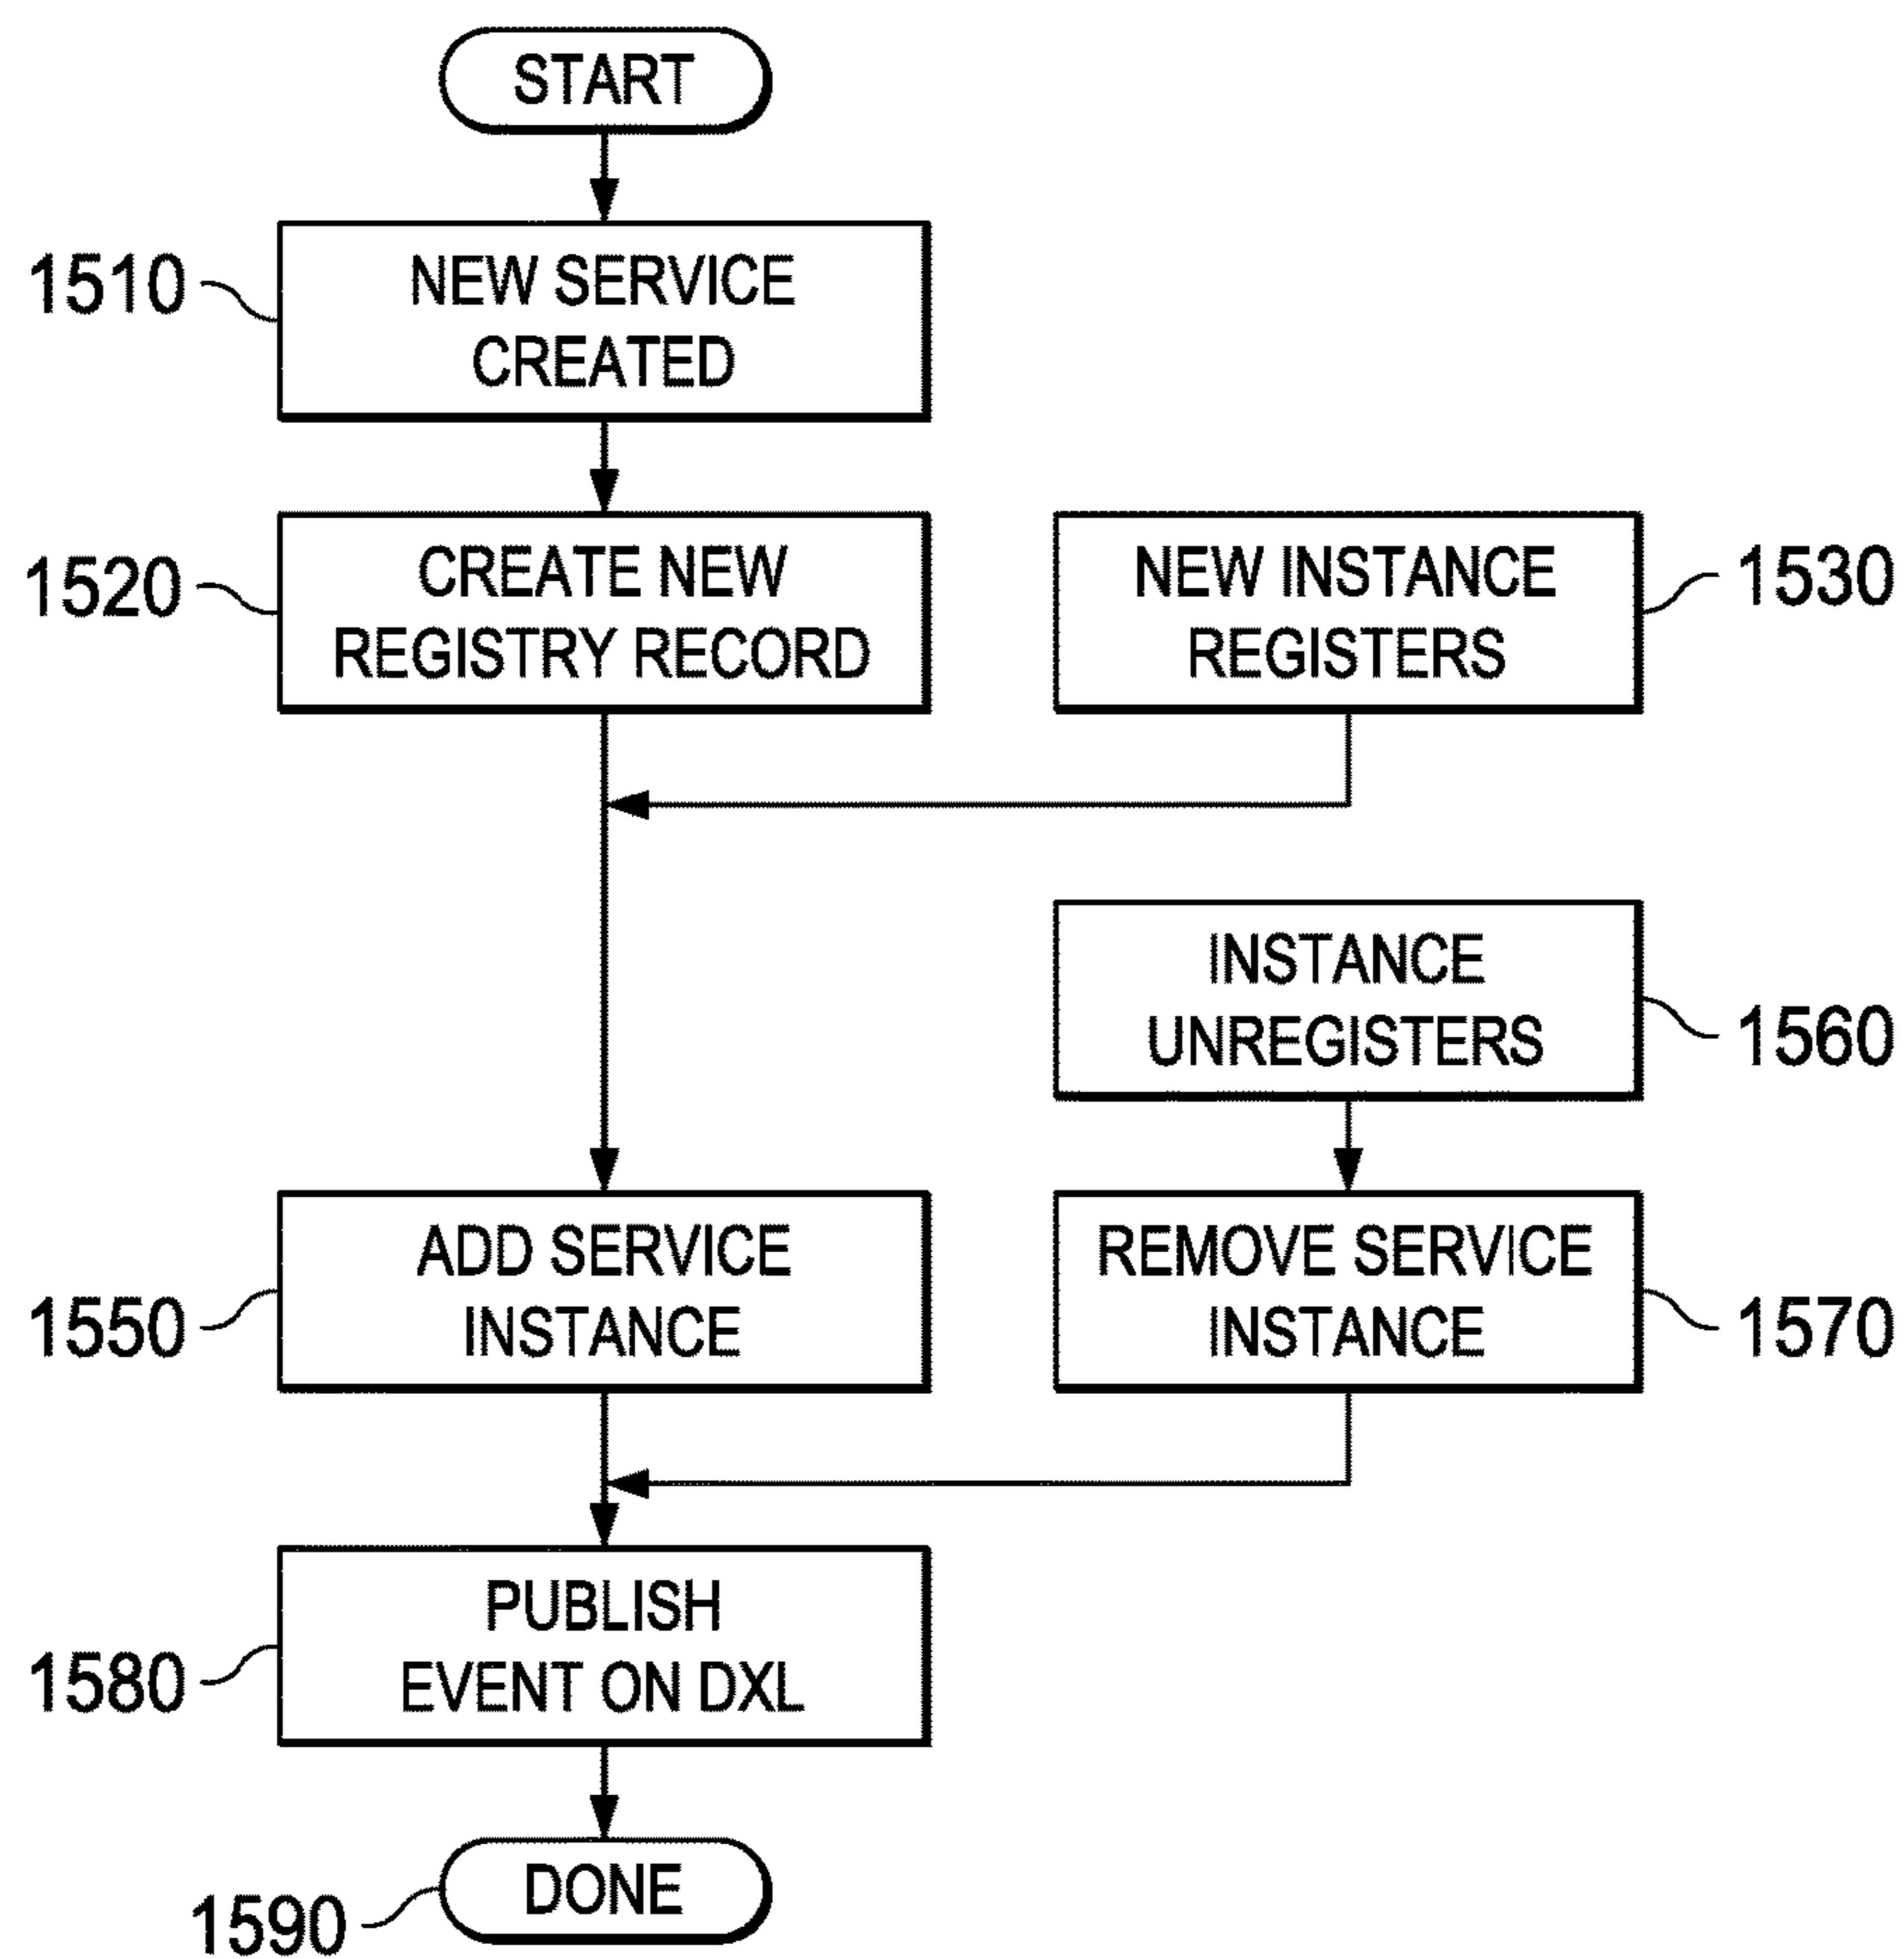 START
1510
NEW SERVICE
CREATED
1520
CREATE NEW
REGISTRY RECORD
NEW INSTANCE
REGISTERS
1530
INSTANCE
UNREGISTERS
1560
1550
ADD SERVICE
INSTANCE
REMOVE SERVICE
INSTANCE
1570
1580
PUBLISH
EVENT ON DXL
1590
DONE